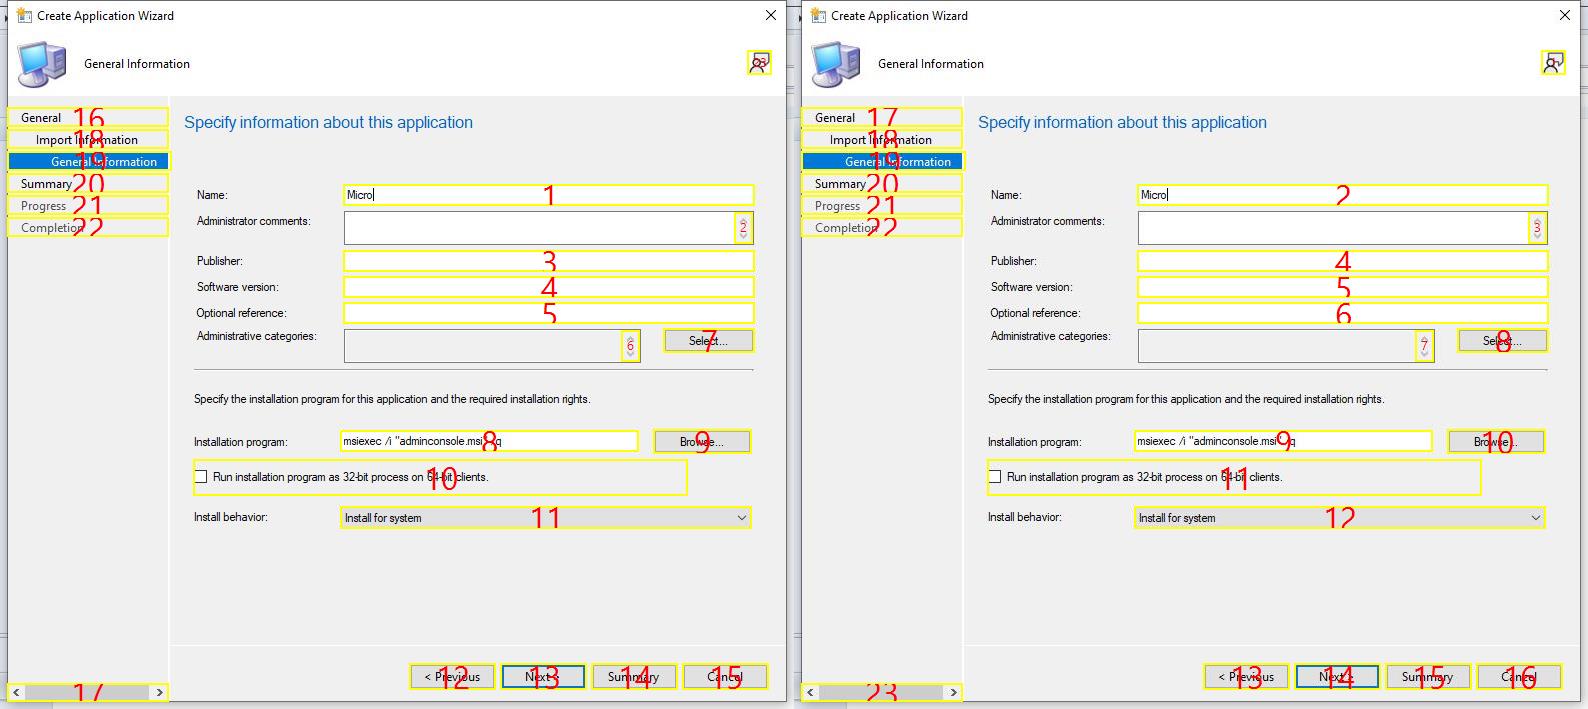 Create Application Wizard
General Information
23
General 16
Import Information 18
General Information 19
Summary 20
Progress 21
Completion 22
17
Specify information about this application
Name: Micro 1
Administrator comments: 2
Publisher: 3
Software version: 4
Optional reference: 5
Administrative categories: 6
Select... 7
Specify the installation program for this application and the required installation rights.
Installation program: msiexec /i "adminconsole.msi" /q 8
Browse... 9
Run installation program as 32-bit process on 64-bit clients. 10
Install behavior: Install for system 11
< Previous 12
Next > 13
Summary 14
Cancel 15
Create Application Wizard
General Information
General 17
Import Information 18
General Information 19
Summary 20
Progress 21
Completion 22
23
Specify information about this application
Name: Micro 2
Administrator comments: 3
Publisher: 4
Software version: 5
Optional reference: 6
Administrative categories: 7
Select... 8
Specify the installation program for this application and the required installation rights.
Installation program: msiexec /i "adminconsole.msi" /q 9
Browse... 10
Run installation program as 32-bit process on 64-bit clients. 11
Install behavior: Install for system 12
< Previous 13
Next > 14
Summary 15
Cancel 16